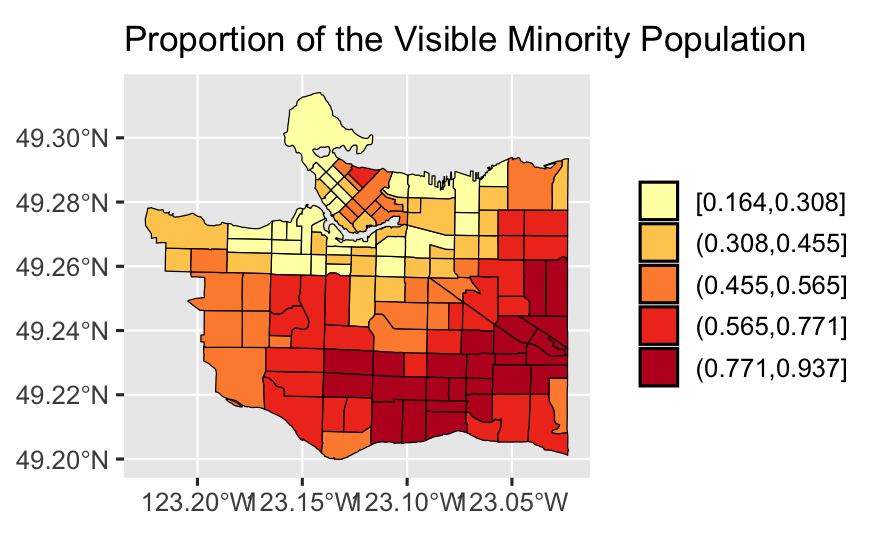 Proportion of the Visible Minority Population
49.30°N
49.28°N
49.26°N
49.24°N
49.22°N
49.20°N
123.20°W 123.15°W 123.10°W 123.05°W
[0.164,0.308]
(0.308,0.455]
(0.455,0.565]
(0.565,0.771]
(0.771,0.937]